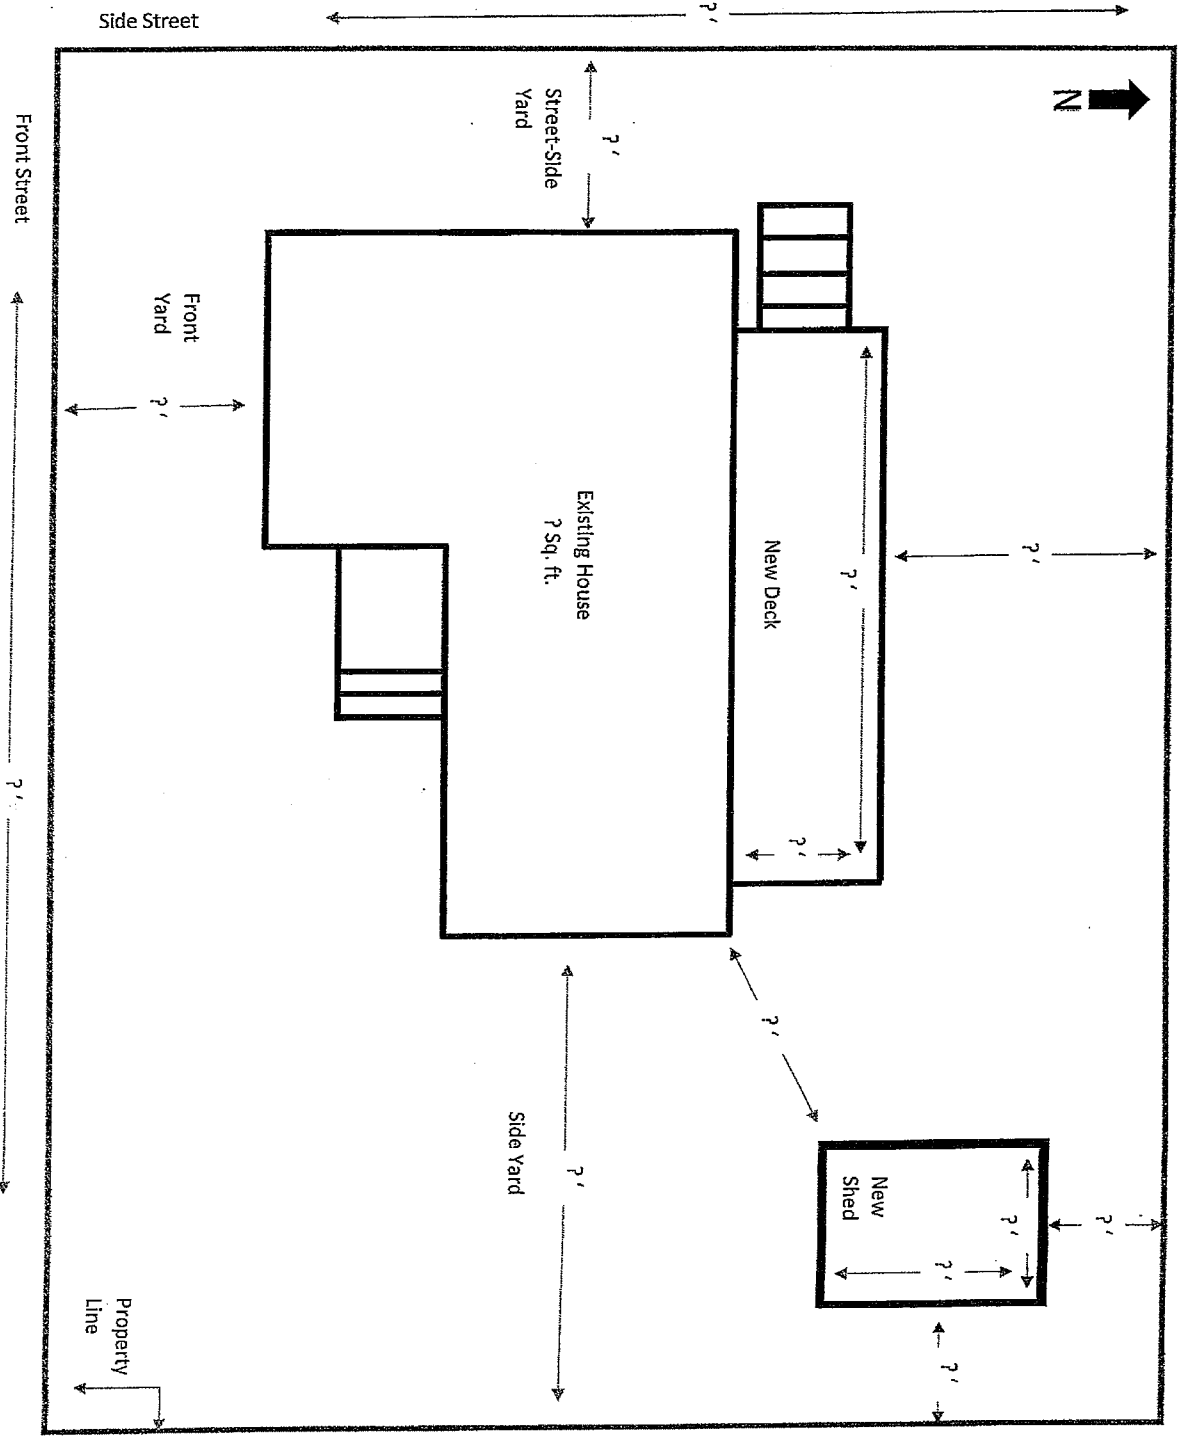 Side Street
? '
N
Street-Side
Yard
? '
Front Street
Front
Yard
? '
? '
Existing House
? Sq. ft.
New Deck
? '
? '
? '
? '
Side Yard
? '
New
Shed
? '
? '
? '
? '
Property
Line